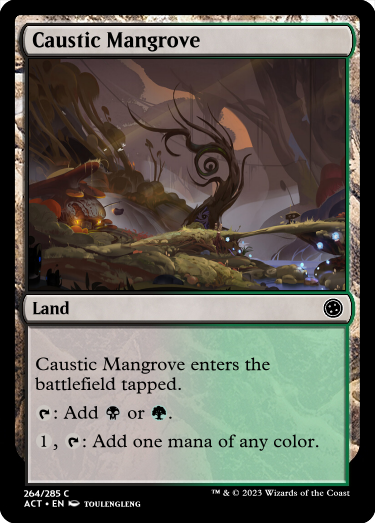 Caustic Mangrove
Land
Caustic Mangrove enters the
battlefield tapped.
: Add or .
1 , : Add one mana of any color.
264/285 C
ACT • EN TOULENGLENG
™ & © 2023 Wizards of the Coast